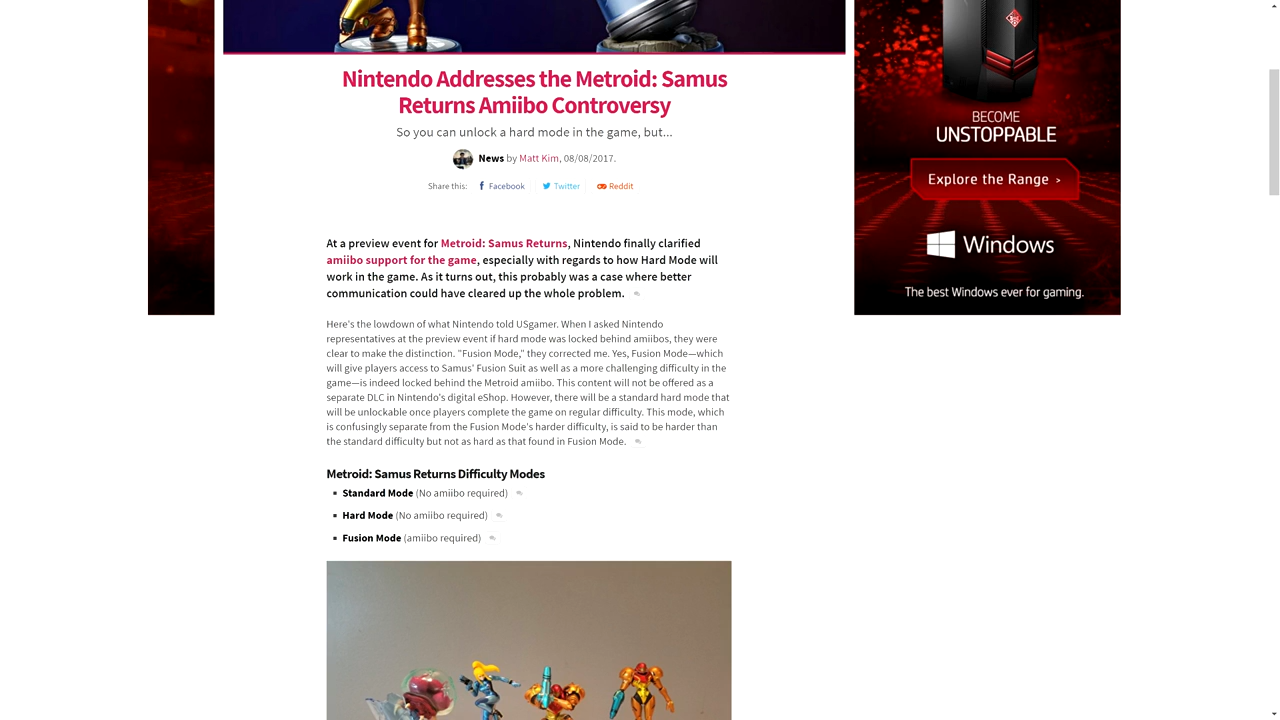 Nintendo Addresses the Metroid: Samus
Returns Amiibo Controversy
So you can unlock a hard mode in the game, but...
News by Matt Kim, 08/08/2017.
Share this: Facebook Twitter Reddit
At a preview event for Metroid: Samus Returns, Nintendo finally clarified
amiibo support for the game, especially with regards to how Hard Mode will
work in the game. As it turns out, this probably was a case where better
communication could have cleared up the whole problem.
Here's the lowdown of what Nintendo told USgamer. When I asked Nintendo
representatives at the preview event if hard mode was locked behind amiibos, they were
clear to make the distinction. "Fusion Mode," they corrected me. Yes, Fusion Mode—which
will give players access to Samus' Fusion Suit as well as a more challenging difficulty in the
game—is indeed locked behind the Metroid amiibo. This content will not be offered as a
separate DLC in Nintendo's digital eShop. However, there will be a standard hard mode that
will be unlockable once players complete the game on regular difficulty. This mode, which
is confusingly separate from the Fusion Mode's harder difficulty, is said to be harder than
the standard difficulty but not as hard as that found in Fusion Mode.
Metroid: Samus Returns Difficulty Modes
Standard Mode (No amiibo required)
Hard Mode (No amiibo required)
Fusion Mode (amiibo required)
BECOME
UNSTOPPABLE
Explore the Range >
Windows
The best Windows ever for gaming.